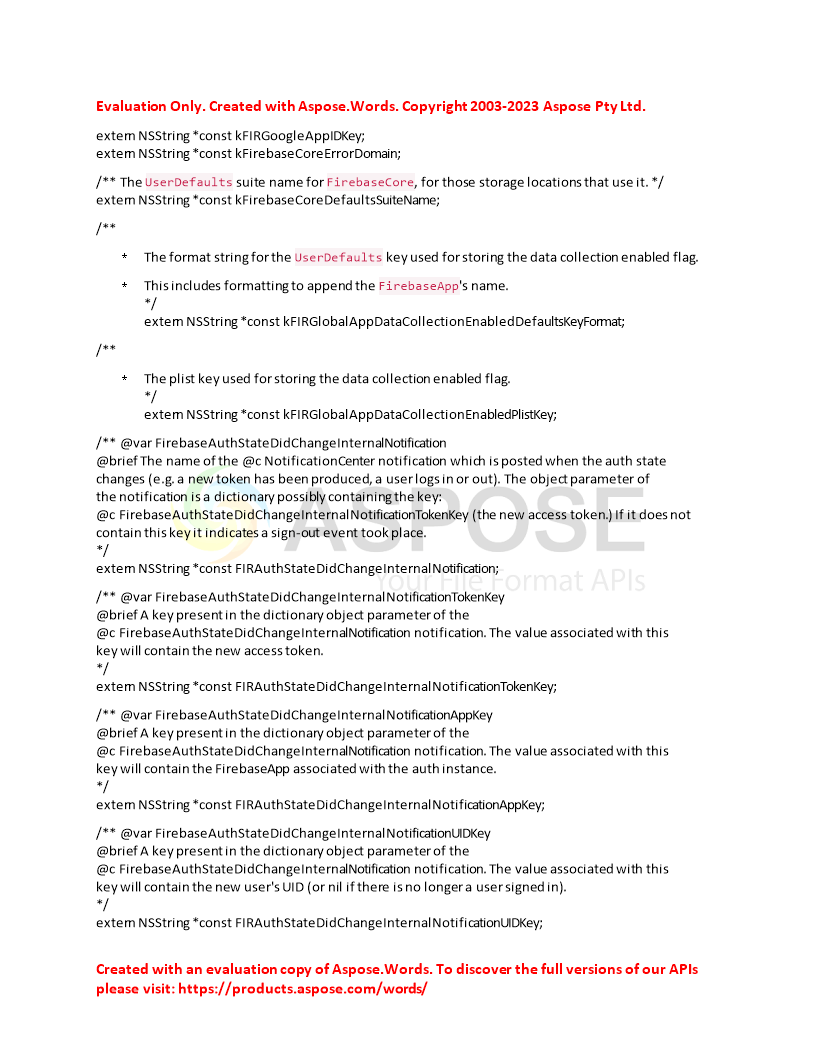 Evaluation Only. Created with Aspose.Words. Copyright 2003-2023 Aspose Pty Ltd.
extern NSString *const kFIRGoogleAppIDKey;
extern NSString *const kFirebaseCoreErrorDomain;
/** The UserDefaults suite name for FirebaseCore, for those storage locations that use it. */
extern NSString *const kFirebaseCoreDefaultsSuiteName;
/**
* The format string for the UserDefaults key used for storing the data collection enabled flag.
* This includes formatting to append the FirebaseApp's name.
*/
extern NSString *const kFIRGlobalAppDataCollectionEnabledDefaultsKeyFormat;
/**
* The plist key used for storing the data collection enabled flag.
*/
extern NSString *const kFIRGlobalAppDataCollectionEnabledPlistKey;
/** @var FirebaseAuthStateDidChangeInternalNotification
@brief The name of the @c NotificationCenter notification which is posted when the auth state
changes (e.g. a new token has been produced, a user logs in or out). The object parameter of
the notification is a dictionary possibly containing the key:
@c FirebaseAuthStateDidChangeInternalNotificationTokenKey (the new access token.) If it does not
contain this key it indicates a sign-out event took place.
*/
extern NSString *const FIRAuthStateDidChangeInternalNotification;
/** @var FirebaseAuthStateDidChangeInternalNotificationTokenKey
@brief A key present in the dictionary object parameter of the
@c FirebaseAuthStateDidChangeInternalNotification notification. The value associated with this
key will contain the new access token.
*/
extern NSString *const FIRAuthStateDidChangeInternalNotificationTokenKey;
/** @var FirebaseAuthStateDidChangeInternalNotificationAppKey
@brief A key present in the dictionary object parameter of the
@c FirebaseAuthStateDidChangeInternalNotification notification. The value associated with this
key will contain the FirebaseApp associated with the auth instance.
*/
extern NSString *const FIRAuthStateDidChangeInternalNotificationAppKey;
/** @var FirebaseAuthStateDidChangeInternalNotificationUIDKey
@brief A key present in the dictionary object parameter of the
@c FirebaseAuthStateDidChangeInternalNotification notification. The value associated with this
key will contain the new user's UID (or nil if there is no longer a user signed in).
*/
extern NSString *const FIRAuthStateDidChangeInternalNotificationUIDKey;
ASPOSE
Your File Format APIs
Created with an evaluation copy of Aspose.Words. To discover the full versions of our APIs
please visit: https://products.aspose.com/words/